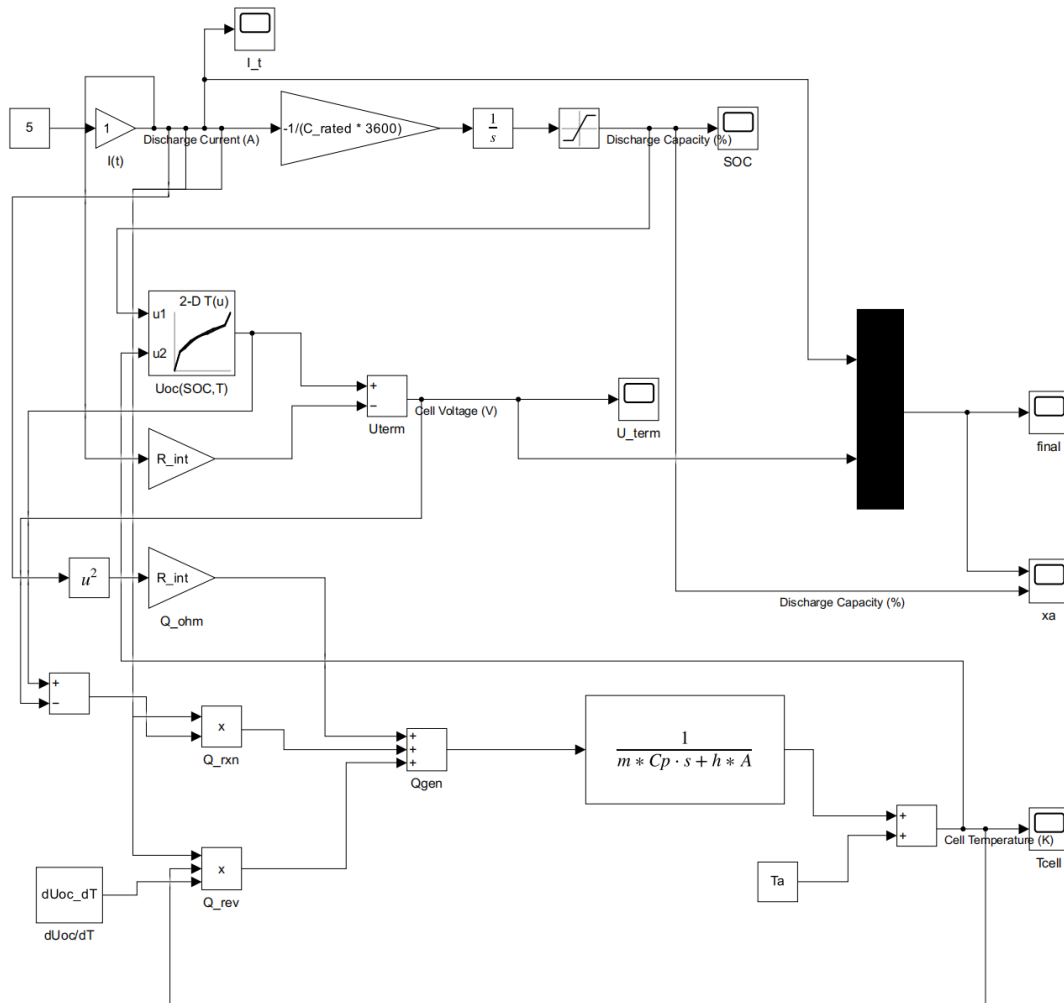 I_t
5
1
I(t)
Discharge Current (A)
-1/(C_rated * 3600)
1
s
Discharge Capacity (%)
SOC
2-D T(u)
u1
u2
Uoc(SOC,T)
+
−
Uterm
Cell Voltage (V)
U_term
R_int
final
u²
R_int
Q_ohm
Discharge Capacity (%)
xa
+
−
x
Q_rxn
+
+
+
Qgen
1
m ∗ Cp · s + h ∗ A
+
+
Cell Temperature (K)
Tcell
Ta
dUoc_dT
dUoc/dT
x
Q_rev